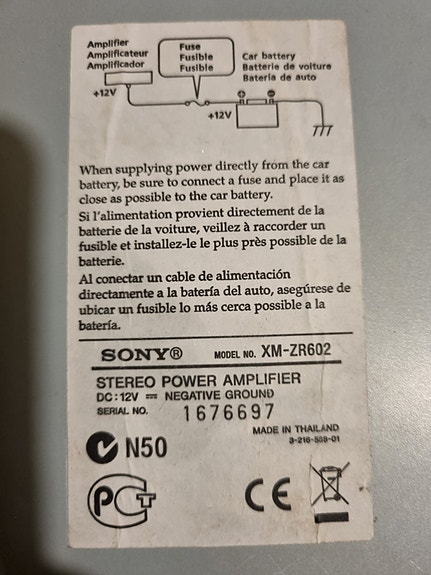 Amplifier
Amplificateur
Amplificador
Fuse
Fusible
Fusible
Car battery
Batterie de voiture
Batería de auto
+12V
+12V
When supplying power directly from the car
battery, be sure to connect a fuse and place it as
close as possible to the car battery.
Si l'alimentation provient directement de la
batterie de la voiture, veillez à raccorder un
fusible et installez-le le plus près possible de la
batterie.
Al conectar un cable de alimentación
directamente a la batería del auto, asegúrese de
ubicar un fusible lo más cerca possible a la
batería.
SONY® MODEL NO. XM-ZR602
STEREO POWER AMPLIFIER
DC:12V ⎓ NEGATIVE GROUND
SERIAL NO. 1676697
MADE IN THAILAND
N50
PCT
CE